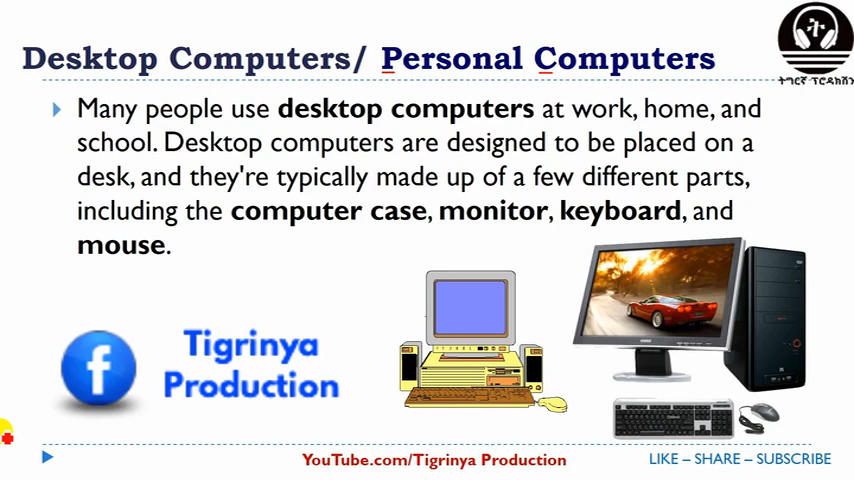 Desktop Computers/ Personal Computers
ትግርኛ ፕሮዳክሽን
Many people use desktop computers at work, home, and
school. Desktop computers are designed to be placed on a
desk, and they're typically made up of a few different parts,
including the computer case, monitor, keyboard, and
mouse.
Tigrinya
Production
YouTube.com/Tigrinya Production
LIKE – SHARE – SUBSCRIBE